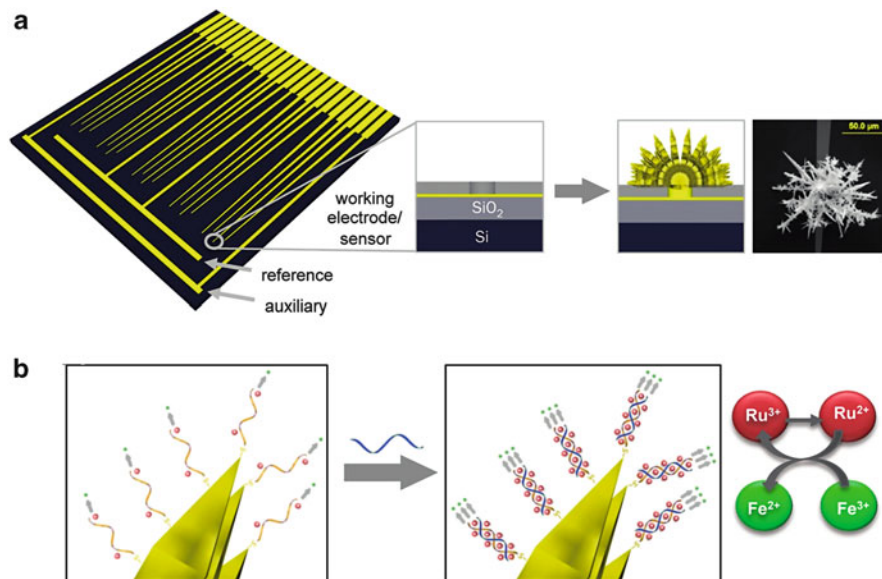 a
50.0 µm
working
electrode/
sensor
SiO₂
Si
reference
auxiliary
b
Ru³⁺
Ru²⁺
Fe²⁺
Fe³⁺